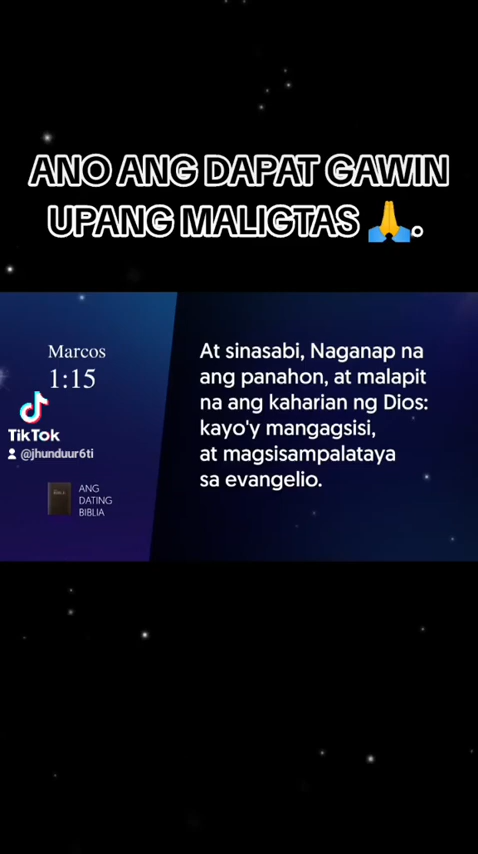 ANO ANG DAPAT GAWIN
UPANG MALIGTAS 🙏.
Marcos
1:15
TikTok
@jhunduur6ti
ANG
DATING
BIBLIA
At sinasabi, Naganap na
ang panahon, at malapit
na ang kaharian ng Dios:
kayo'y mangagsisi,
at magsisampalataya
sa evangelio.